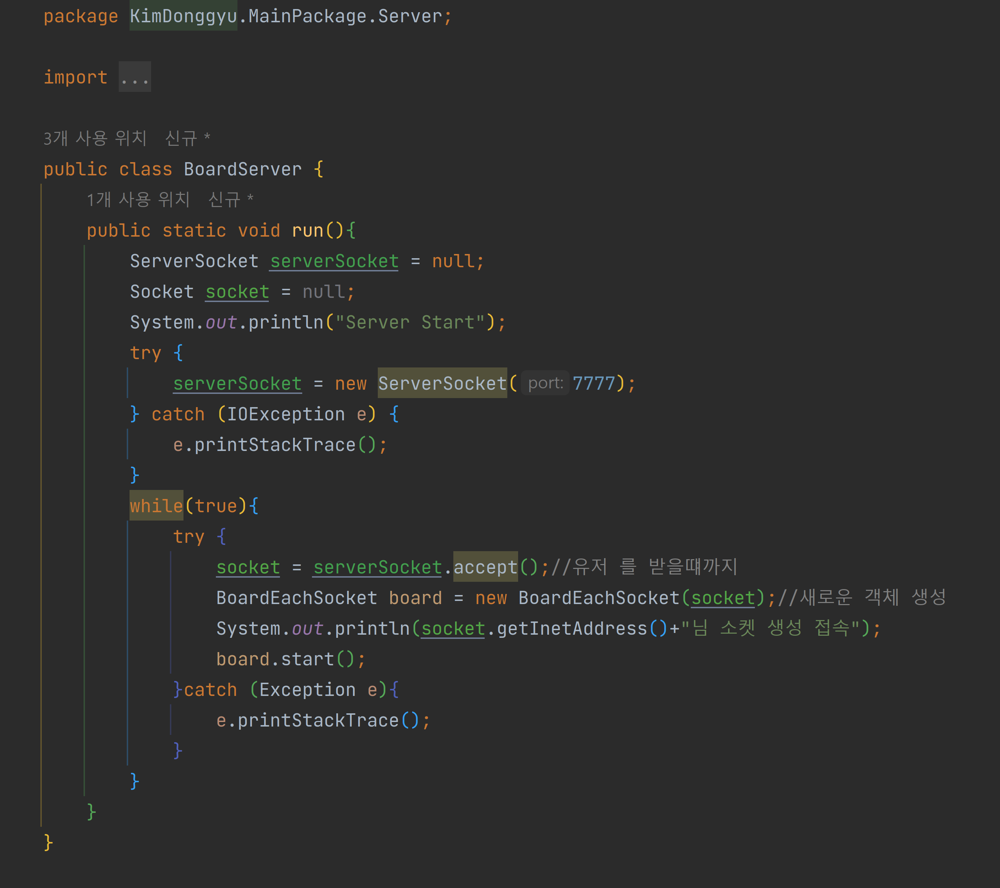 package KimDonggyu.MainPackage.Server;
import ...
3개 사용 위치 신규 *
public class BoardServer {
1개 사용 위치 신규 *
public static void run(){
ServerSocket serverSocket = null;
Socket socket = null;
System.out.println("Server Start");
try {
serverSocket = new ServerSocket( port: 7777);
} catch (IOException e) {
e.printStackTrace();
}
while(true){
try {
socket = serverSocket.accept();//유저 를 받을떄까지
BoardEachSocket board = new BoardEachSocket(socket);//새로운 객체 생성
System.out.println(socket.getInetAddress()+"님 소켓 생성 접속");
board.start();
}catch (Exception e){
e.printStackTrace();
}
}
}
}